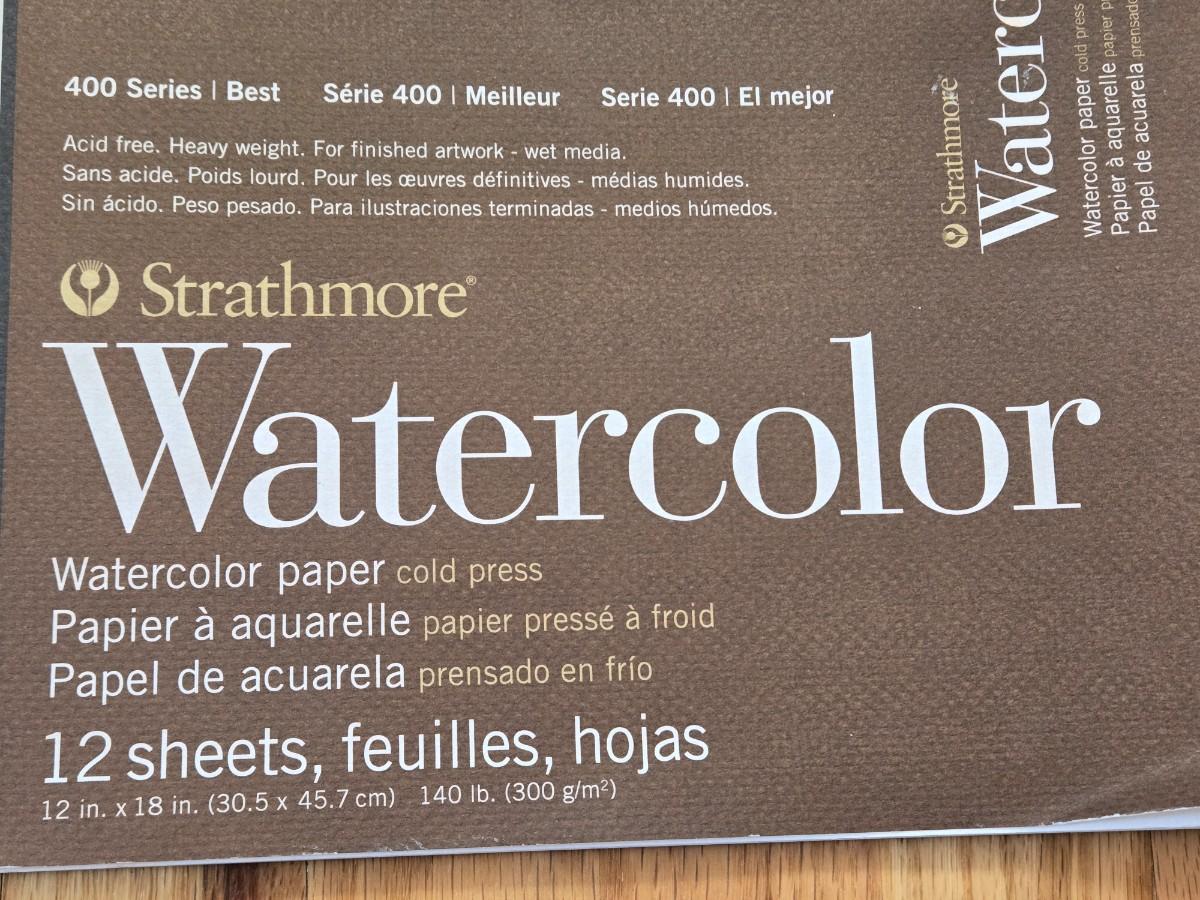 400 Series | Best Série 400 | Meilleur Serie 400 | El mejor
Acid free. Heavy weight. For finished artwork - wet media.
Sans acide. Poids lourd. Pour les œuvres définitives - médias humides.
Sin ácido. Peso pesado. Para ilustraciones terminadas - medios húmedos.
Strathmore®
Watercolor
Watercolor paper cold press
Papier à aquarelle papier pressé à froid
Papel de acuarela prensado en frío
12 sheets, feuilles, hojas
12 in. x 18 in. (30.5 x 45.7 cm) 140 lb. (300 g/m²)
Strathmore
Waterc
Watercolor paper cold press
Papier à aquarelle papier
Papel de acuarela prensado